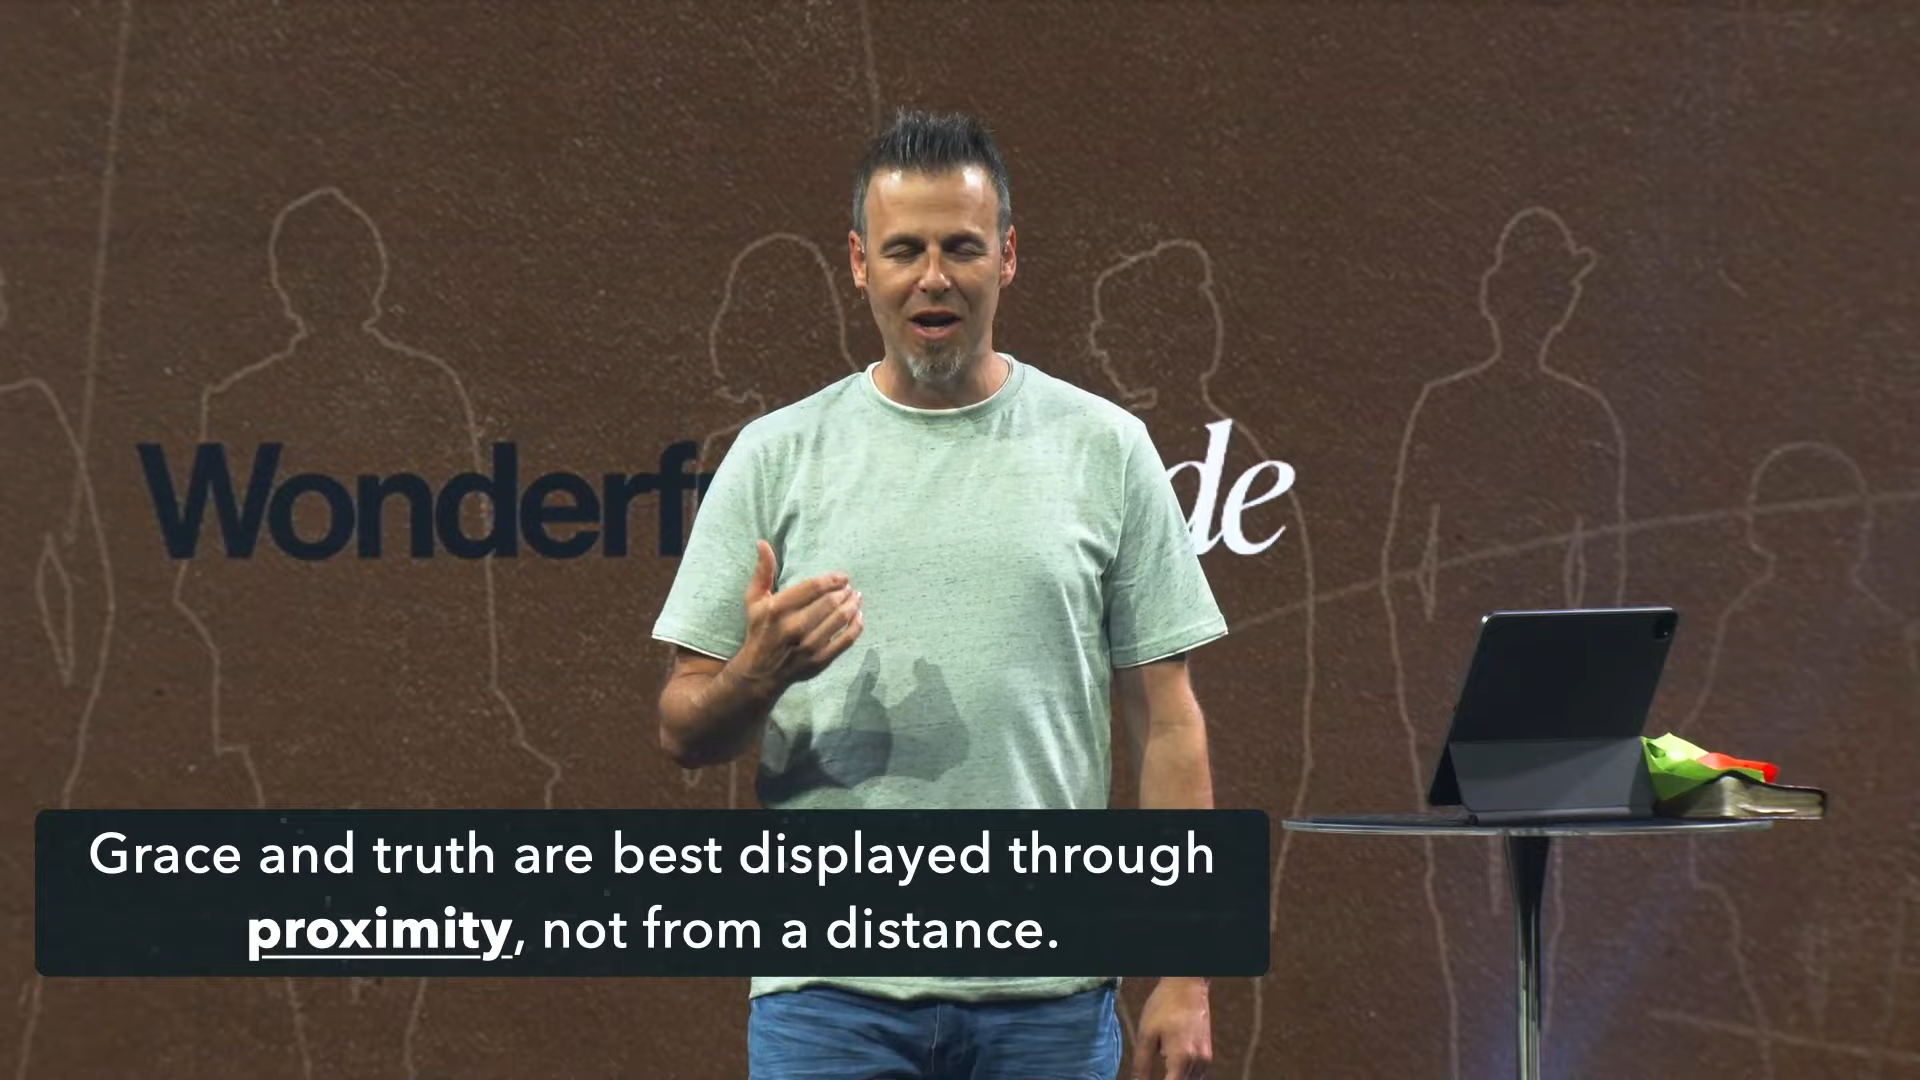 Wonderf de
Grace and truth are best displayed through
proximity, not from a distance.